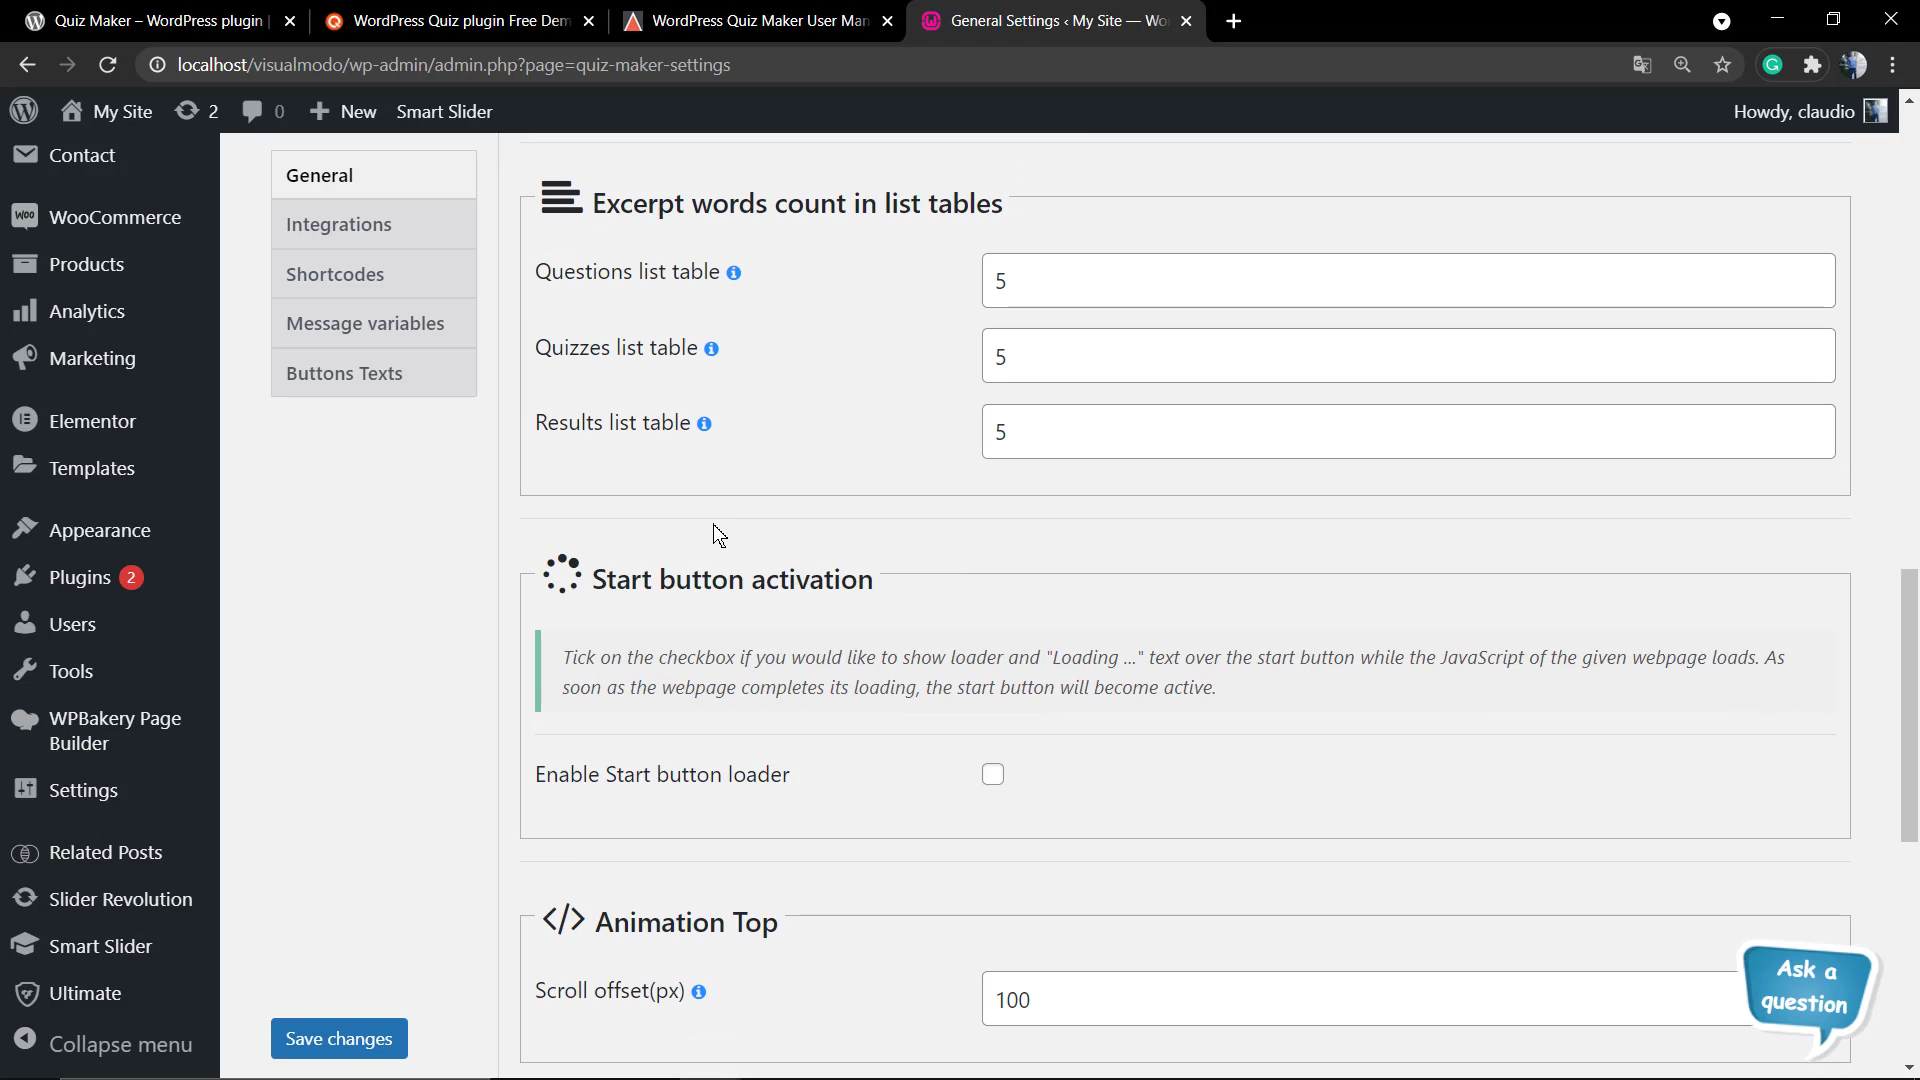 Quiz Maker – WordPress plugin
WordPress Quiz plugin Free Dem
WordPress Quiz Maker User Man
General Settings ‹ My Site — Wo
localhost/visualmodo/wp-admin/admin.php?page=quiz-maker-settings
My Site
2
0
New
Smart Slider
Howdy, claudio
Contact
WooCommerce
Products
Analytics
Marketing
Elementor
Templates
Appearance
Plugins 2
Users
Tools
WPBakery Page
Builder
Settings
Related Posts
Slider Revolution
Smart Slider
Ultimate
Collapse menu
General
Integrations
Shortcodes
Message variables
Buttons Texts
Save changes
Excerpt words count in list tables
Questions list table
5
Quizzes list table
5
Results list table
5
Start button activation
Tick on the checkbox if you would like to show loader and "Loading ..." text over the start button while the JavaScript of the given webpage loads. As
soon as the webpage completes its loading, the start button will become active.
Enable Start button loader
</> Animation Top
Scroll offset(px)
100
Ask a
question